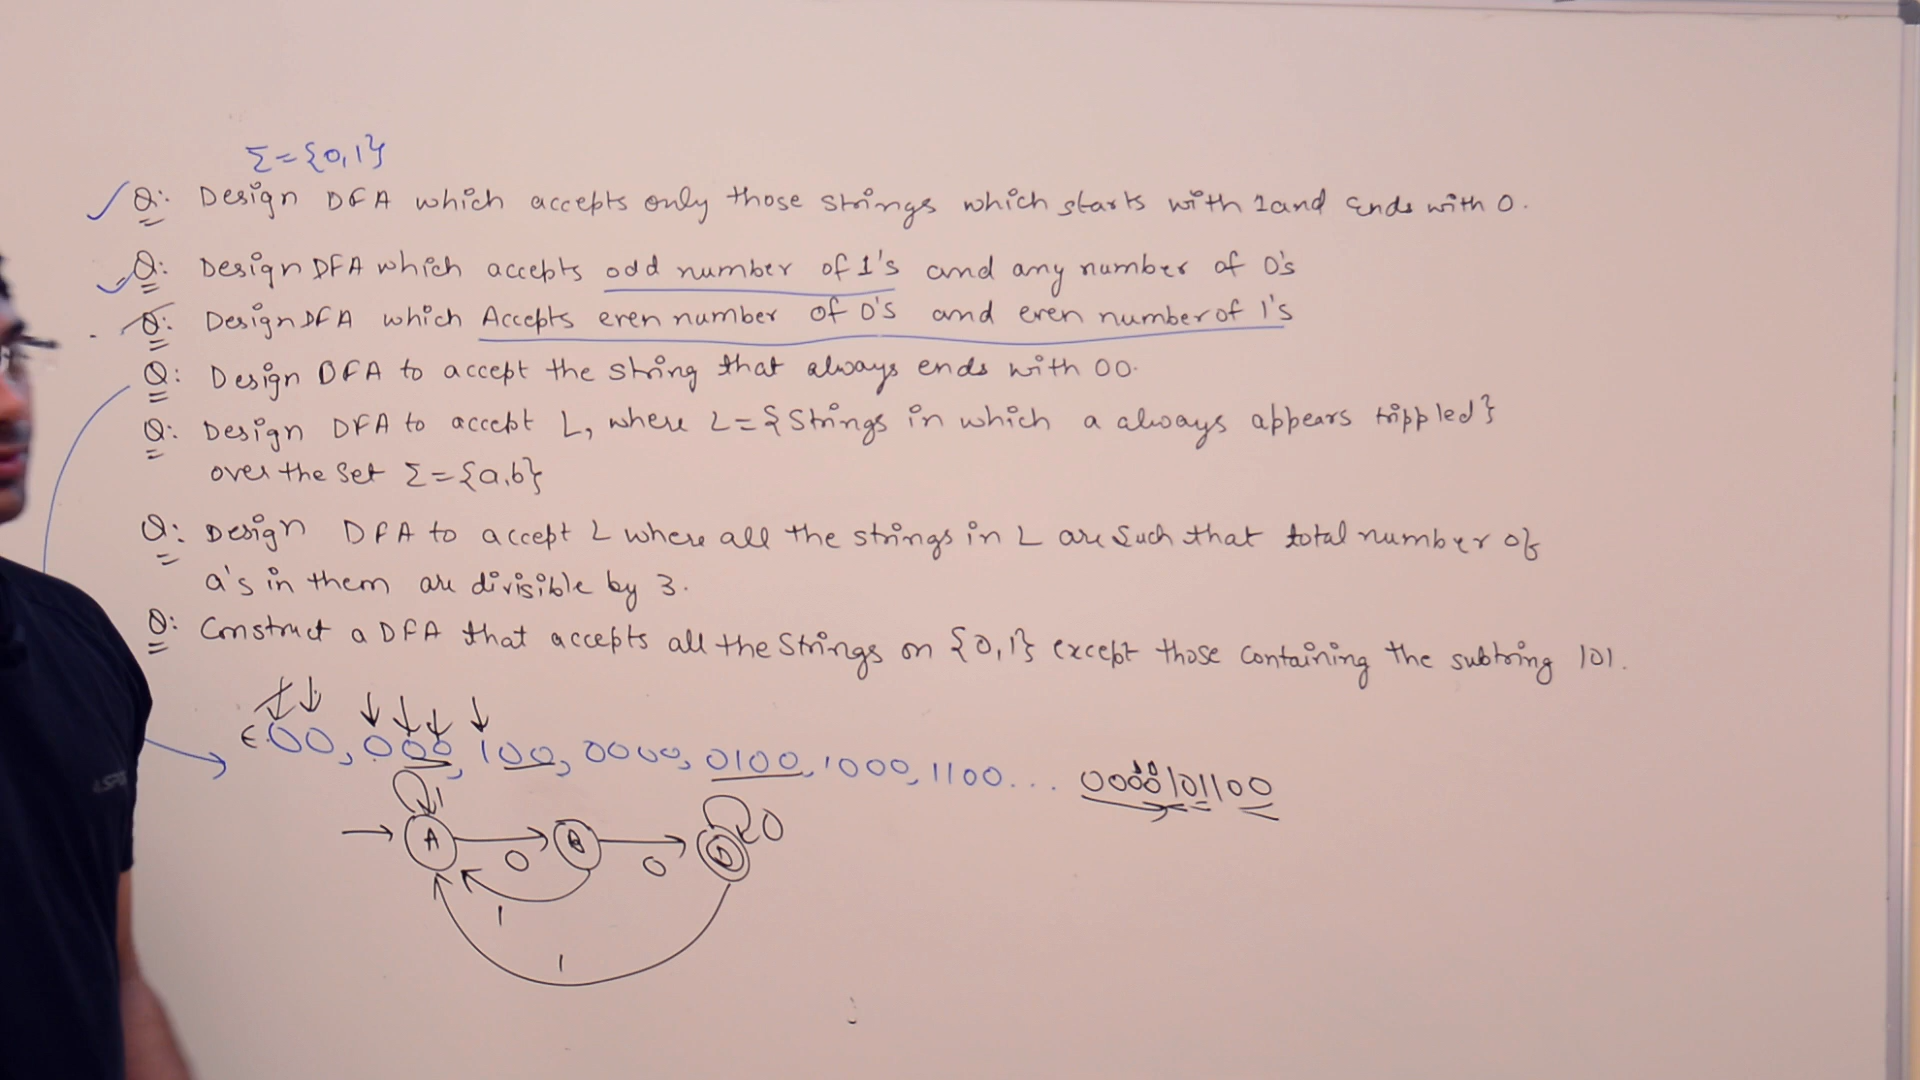 Σ={0,1}
Q: Design DFA which accepts only those strings which starts with 1 and ends with 0.
Q: Design DFA which accepts odd number of 1's and any number of 0's
Q: Design DFA which Accepts even number of 0's and even number of 1's
Q: Design DFA to accept the string that always ends with 00.
Q: Design DFA to accept L, where L={Strings in which a always appears trippled}
over the set Σ={a,b}
Q: Design DFA to accept L where all the strings in L are such that total number of
a's in them are divisible by 3.
Q: Construct a DFA that accepts all the strings on {0,1} except those containing the subtring 101.
ε.00, 000, 100, 0000, 0100, 1000, 1100... 0000101100
1
A 0 B 0 D 0
1
1